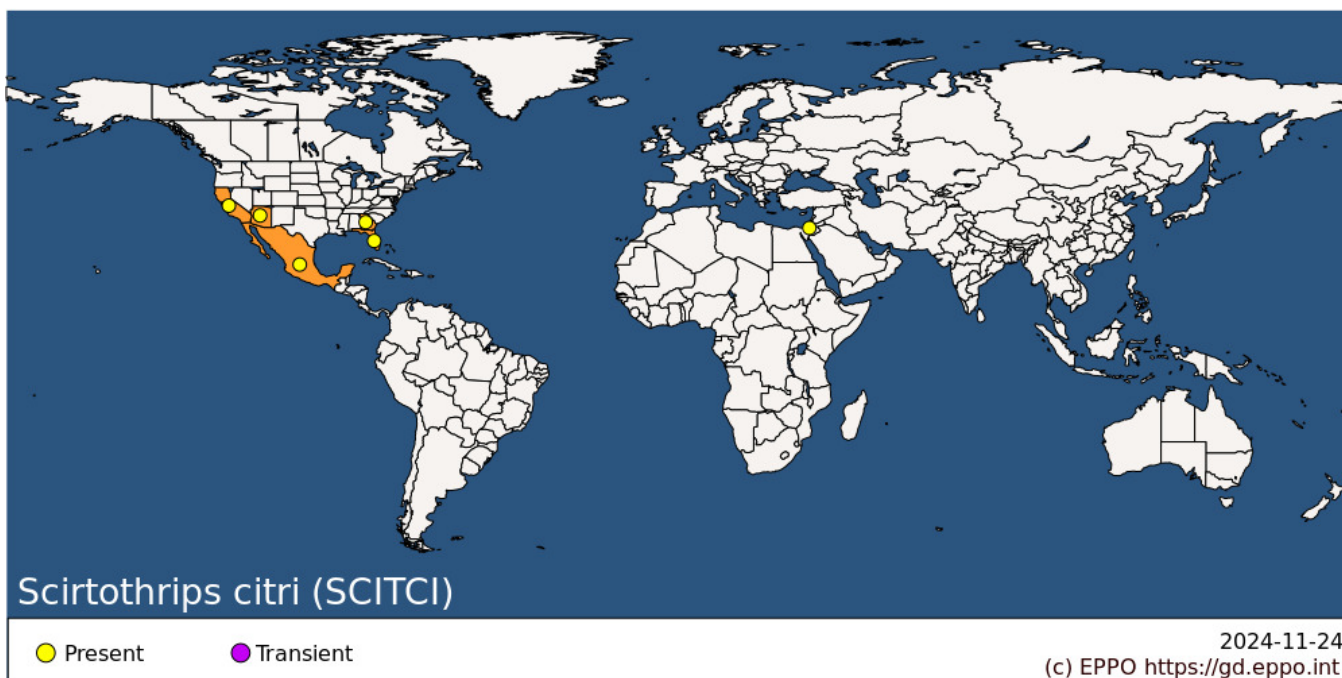 Scirtothrips citri (SCITCI)
Present
Transient
2024-11-24
(c) EPPO https://gd.eppo.int